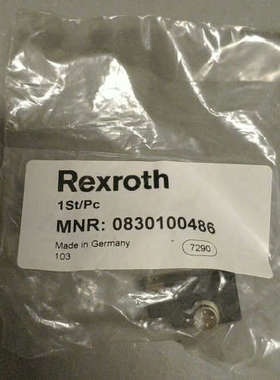 Rexroth
1St/Pc
MNR: 0830100486
Made in Germany
7290
103